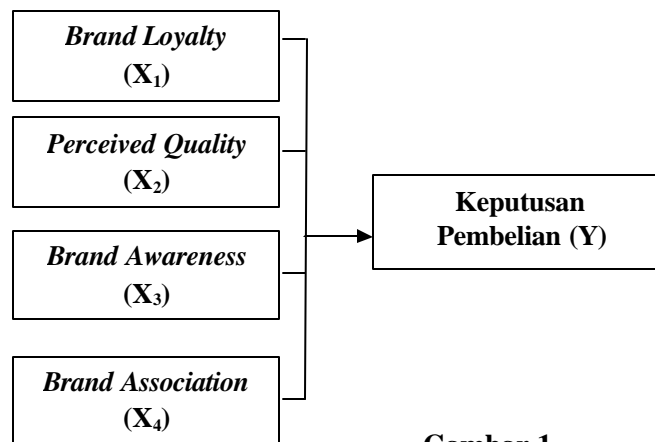 Brand Loyalty
(X₁)
Perceived Quality
(X₂)
Keputusan
Pembelian (Y)
Brand Awareness
(X₃)
Brand Association
(X₄)
Gambar 1